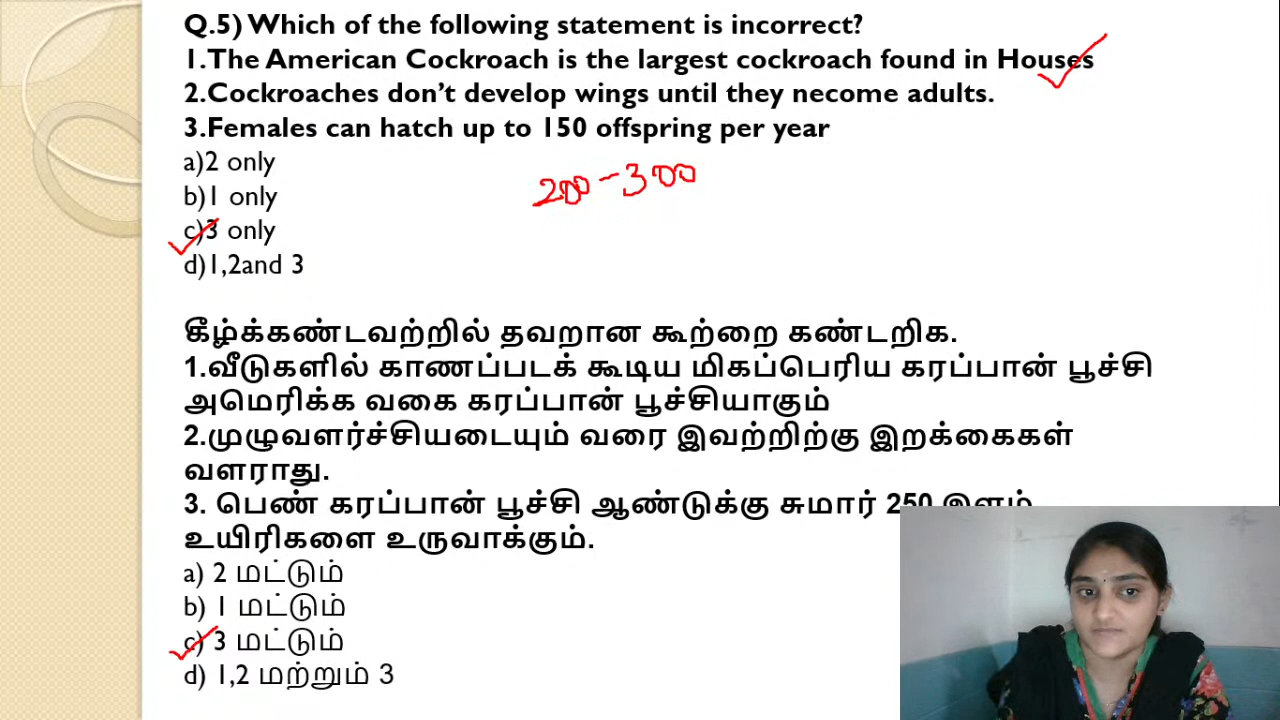 Q.5) Which of the following statement is incorrect?
1.The American Cockroach is the largest cockroach found in Houses
2.Cockroaches don't develop wings until they necome adults.
3.Females can hatch up to 150 offspring per year
a)2 only
200-300
b)1 only
c)3 only
d)1,2and 3
கீழ்க்கண்டவற்றில் தவறான கூற்றை கண்டறிக.
1.வீடுகளில் காணப்படக் கூடிய மிகப்பெரிய கரப்பான் பூச்சி
அமெரிக்க வகை கரப்பான் பூச்சியாகும்
2.முழுவளர்ச்சியடையும் வரை இவற்றிற்கு இறக்கைகள்
வளராது.
3. பெண் கரப்பான் பூச்சி ஆண்டுக்கு சுமார் 250 இளம்
உயிரிகளை உருவாக்கும்.
a) 2 மட்டும்
b) 1 மட்டும்
c) 3 மட்டும்
d) 1,2 மற்றும் 3